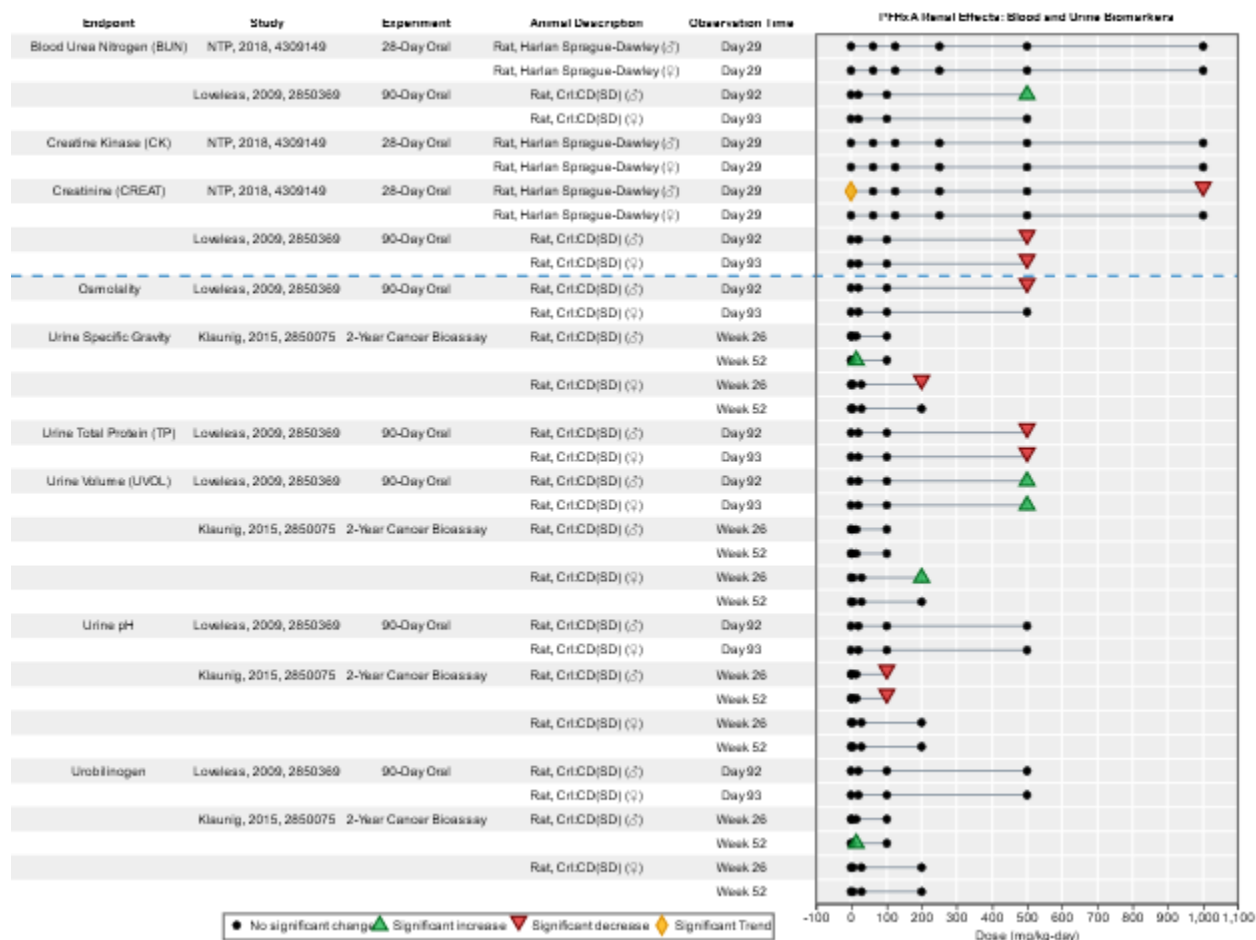 Endpoint Study Experiment Animal Description Observation Time PFHxA Renal Effects: Blood and Urine Biomarkers
Blood Urea Nitrogen (BUN) NTP, 2018, 4309149 28-Day Oral Rat, Harlan Sprague-Dawley (♂) Day 29
Rat, Harlan Sprague-Dawley (♀) Day 29
Loveless, 2009, 2850369 90-Day Oral Rat, Crl:CD(SD) (♂) Day 92
Rat, Crl:CD(SD) (♀) Day 93
Creatine Kinase (CK) NTP, 2018, 4309149 28-Day Oral Rat, Harlan Sprague-Dawley (♂) Day 29
Rat, Harlan Sprague-Dawley (♀) Day 29
Creatinine (CREAT) NTP, 2018, 4309149 28-Day Oral Rat, Harlan Sprague-Dawley (♂) Day 29
Rat, Harlan Sprague-Dawley (♀) Day 29
Loveless, 2009, 2850369 90-Day Oral Rat, Crl:CD(SD) (♂) Day 92
Rat, Crl:CD(SD) (♀) Day 93
Osmolality Loveless, 2009, 2850369 90-Day Oral Rat, Crl:CD(SD) (♂) Day 92
Rat, Crl:CD(SD) (♀) Day 93
Urine Specific Gravity Klaunig, 2015, 2850075 2-Year Cancer Bioassay Rat, Crl:CD(SD) (♂) Week 26
Week 52
Rat, Crl:CD(SD) (♀) Week 26
Week 52
Urine Total Protein (TP) Loveless, 2009, 2850369 90-Day Oral Rat, Crl:CD(SD) (♂) Day 92
Rat, Crl:CD(SD) (♀) Day 93
Urine Volume (UVOL) Loveless, 2009, 2850369 90-Day Oral Rat, Crl:CD(SD) (♂) Day 92
Rat, Crl:CD(SD) (♀) Day 93
Klaunig, 2015, 2850075 2-Year Cancer Bioassay Rat, Crl:CD(SD) (♂) Week 26
Week 52
Rat, Crl:CD(SD) (♀) Week 26
Week 52
Urine pH Loveless, 2009, 2850369 90-Day Oral Rat, Crl:CD(SD) (♂) Day 92
Rat, Crl:CD(SD) (♀) Day 93
Klaunig, 2015, 2850075 2-Year Cancer Bioassay Rat, Crl:CD(SD) (♂) Week 26
Week 52
Rat, Crl:CD(SD) (♀) Week 26
Week 52
Urobilinogen Loveless, 2009, 2850369 90-Day Oral Rat, Crl:CD(SD) (♂) Day 92
Rat, Crl:CD(SD) (♀) Day 93
Klaunig, 2015, 2850075 2-Year Cancer Bioassay Rat, Crl:CD(SD) (♂) Week 26
Week 52
Rat, Crl:CD(SD) (♀) Week 26
Week 52
-100 0 100 200 300 400 500 600 700 800 900 1,000 1,100
No significant change Significant increase Significant decrease Significant Trend
Dose (mg/kg-day)